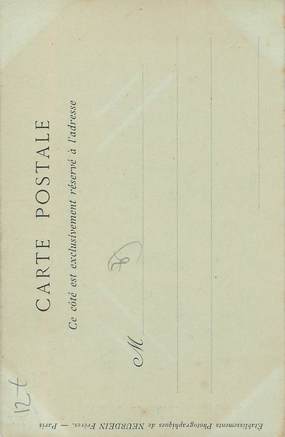 CARTE POSTALE
Ce côté est exclusivement réservé à l'adresse
M
Etablissements Photographiques de NEURDEIN Frères. — Paris